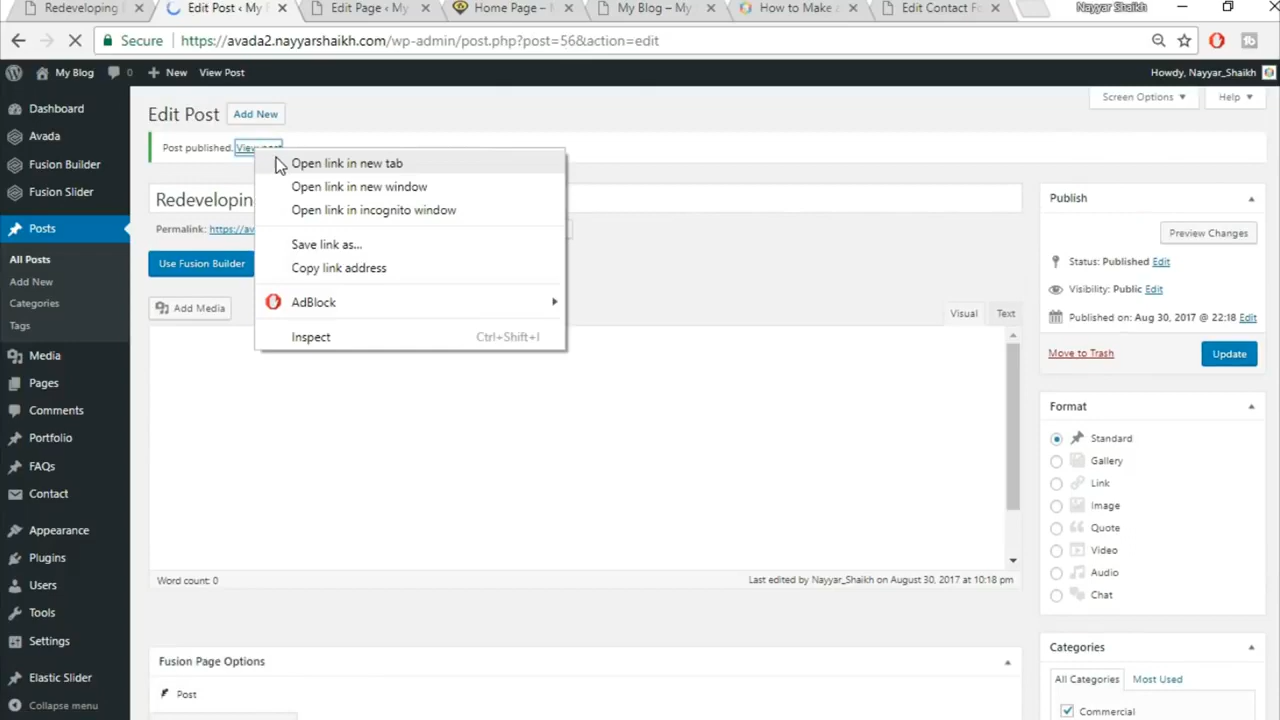 Redeveloping
Edit Post ‹ My
Edit Page ‹ My
Home Page –
My Blog –
How to Make
Edit Contact Fo
Nayyar Shaikh
Secure
https://avada2.nayyarshaikh.com/wp-admin/post.php?post=56&action=edit
My Blog
0
New
View Post
Howdy, Nayyar_Shaikh
Dashboard
Avada
Fusion Builder
Fusion Slider
Posts
All Posts
Add New
Categories
Tags
Media
Pages
Comments
Portfolio
FAQs
Contact
Appearance
Plugins
Users
Tools
Settings
Elastic Slider
Collapse menu
Screen Options
Help
Edit Post
Add New
Post published. View post
Redeveloping
Permalink: https://av
Use Fusion Builder
Add Media
Visual
Text
Open link in new tab
Open link in new window
Open link in incognito window
Save link as...
Copy link address
AdBlock
Inspect
Ctrl+Shift+I
Word count: 0
Last edited by Nayyar_Shaikh on August 30, 2017 at 10:18 pm
Fusion Page Options
Post
Publish
Preview Changes
Status: Published Edit
Visibility: Public Edit
Published on: Aug 30, 2017 @ 22:18 Edit
Move to Trash
Update
Format
Standard
Gallery
Link
Image
Quote
Video
Audio
Chat
Categories
All Categories
Most Used
Commercial